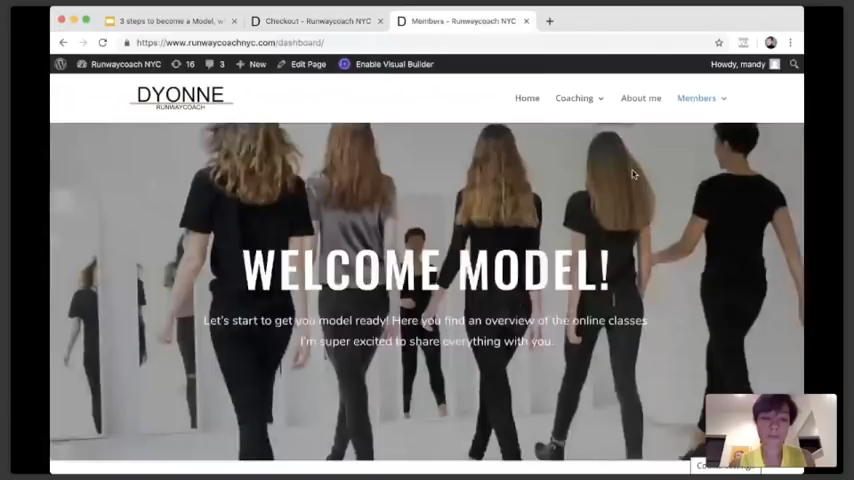 3 steps to become a Model, w
Checkout - Runwaycoach NYC
Members – Runwaycoach NYC
https://www.runwaycoachnyc.com/dashboard/
Runwaycoach NYC
16
3
New
Edit Page
Enable Visual Builder
Howdy, mandy
DYONNE
RUNWAYCOACH
Home
Coaching
About me
Members
WELCOME MODEL!
Let's start to get you model ready! Here you find an overview of the online classes
I'm super excited to share everything with you.